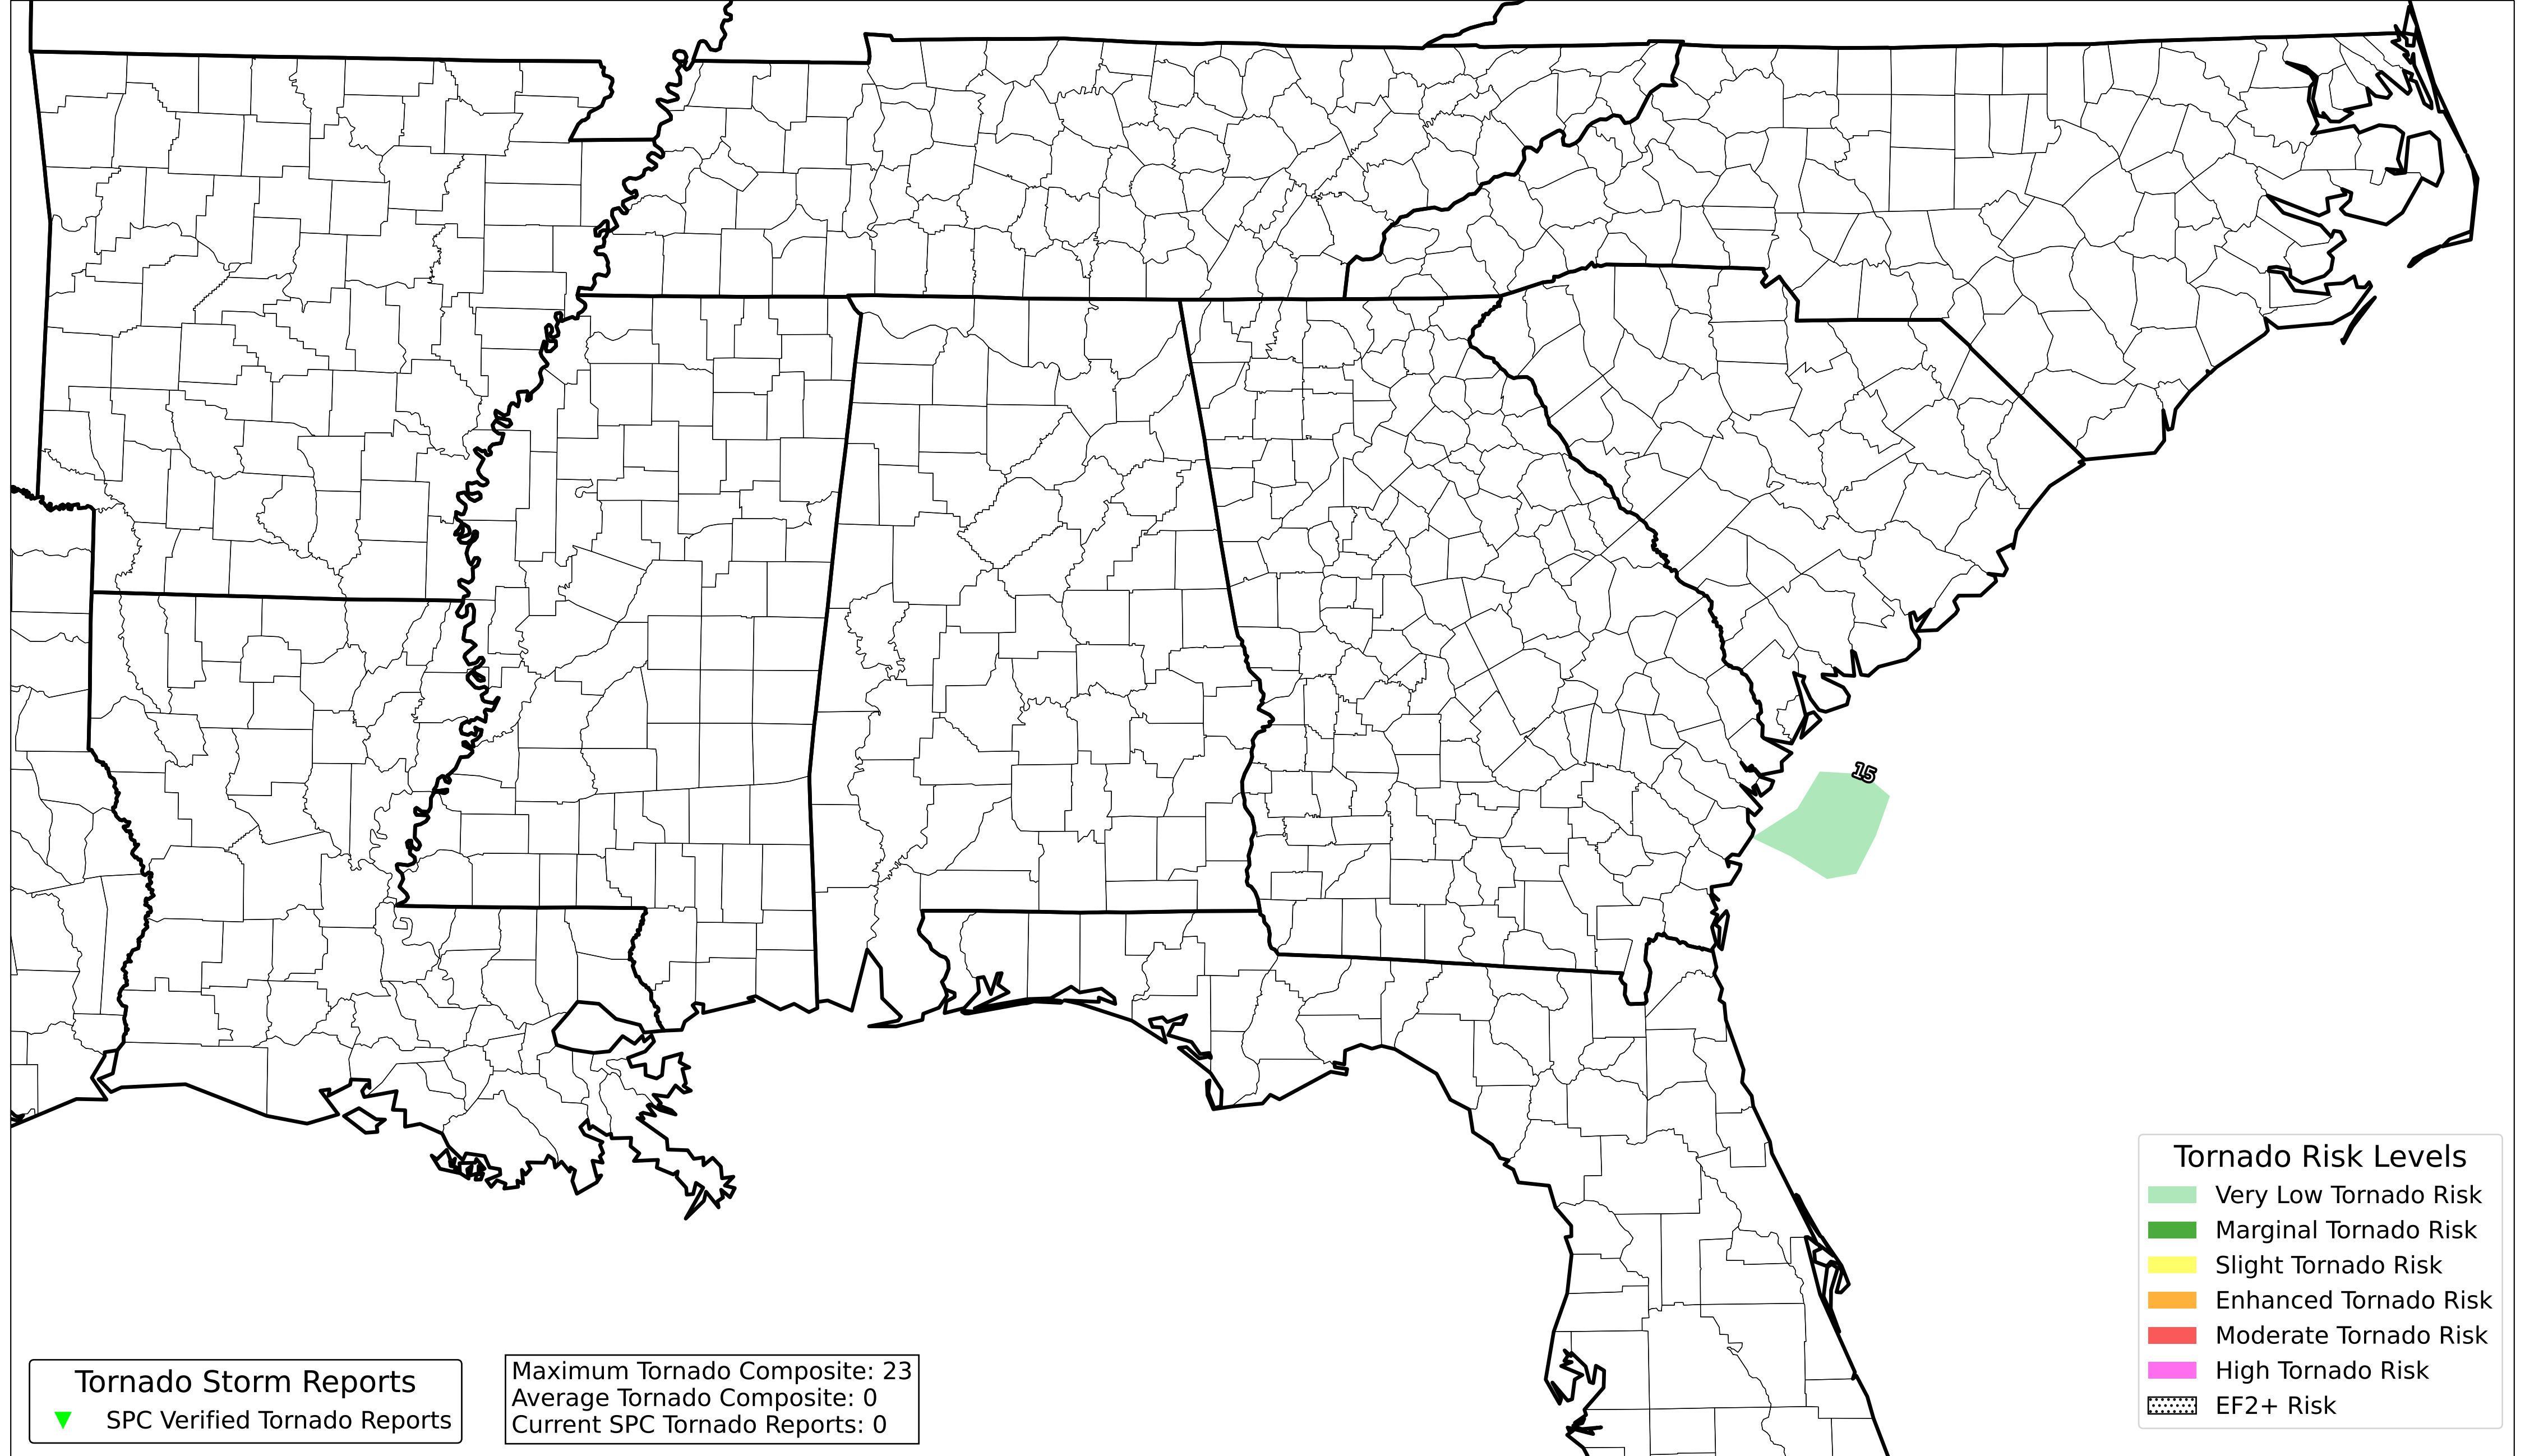 15
Tornado Risk Levels
Very Low Tornado Risk
Marginal Tornado Risk
Slight Tornado Risk
Enhanced Tornado Risk
Moderate Tornado Risk
High Tornado Risk
EF2+ Risk
Tornado Storm Reports
SPC Verified Tornado Reports
Maximum Tornado Composite: 23
Average Tornado Composite: 0
Current SPC Tornado Reports: 0